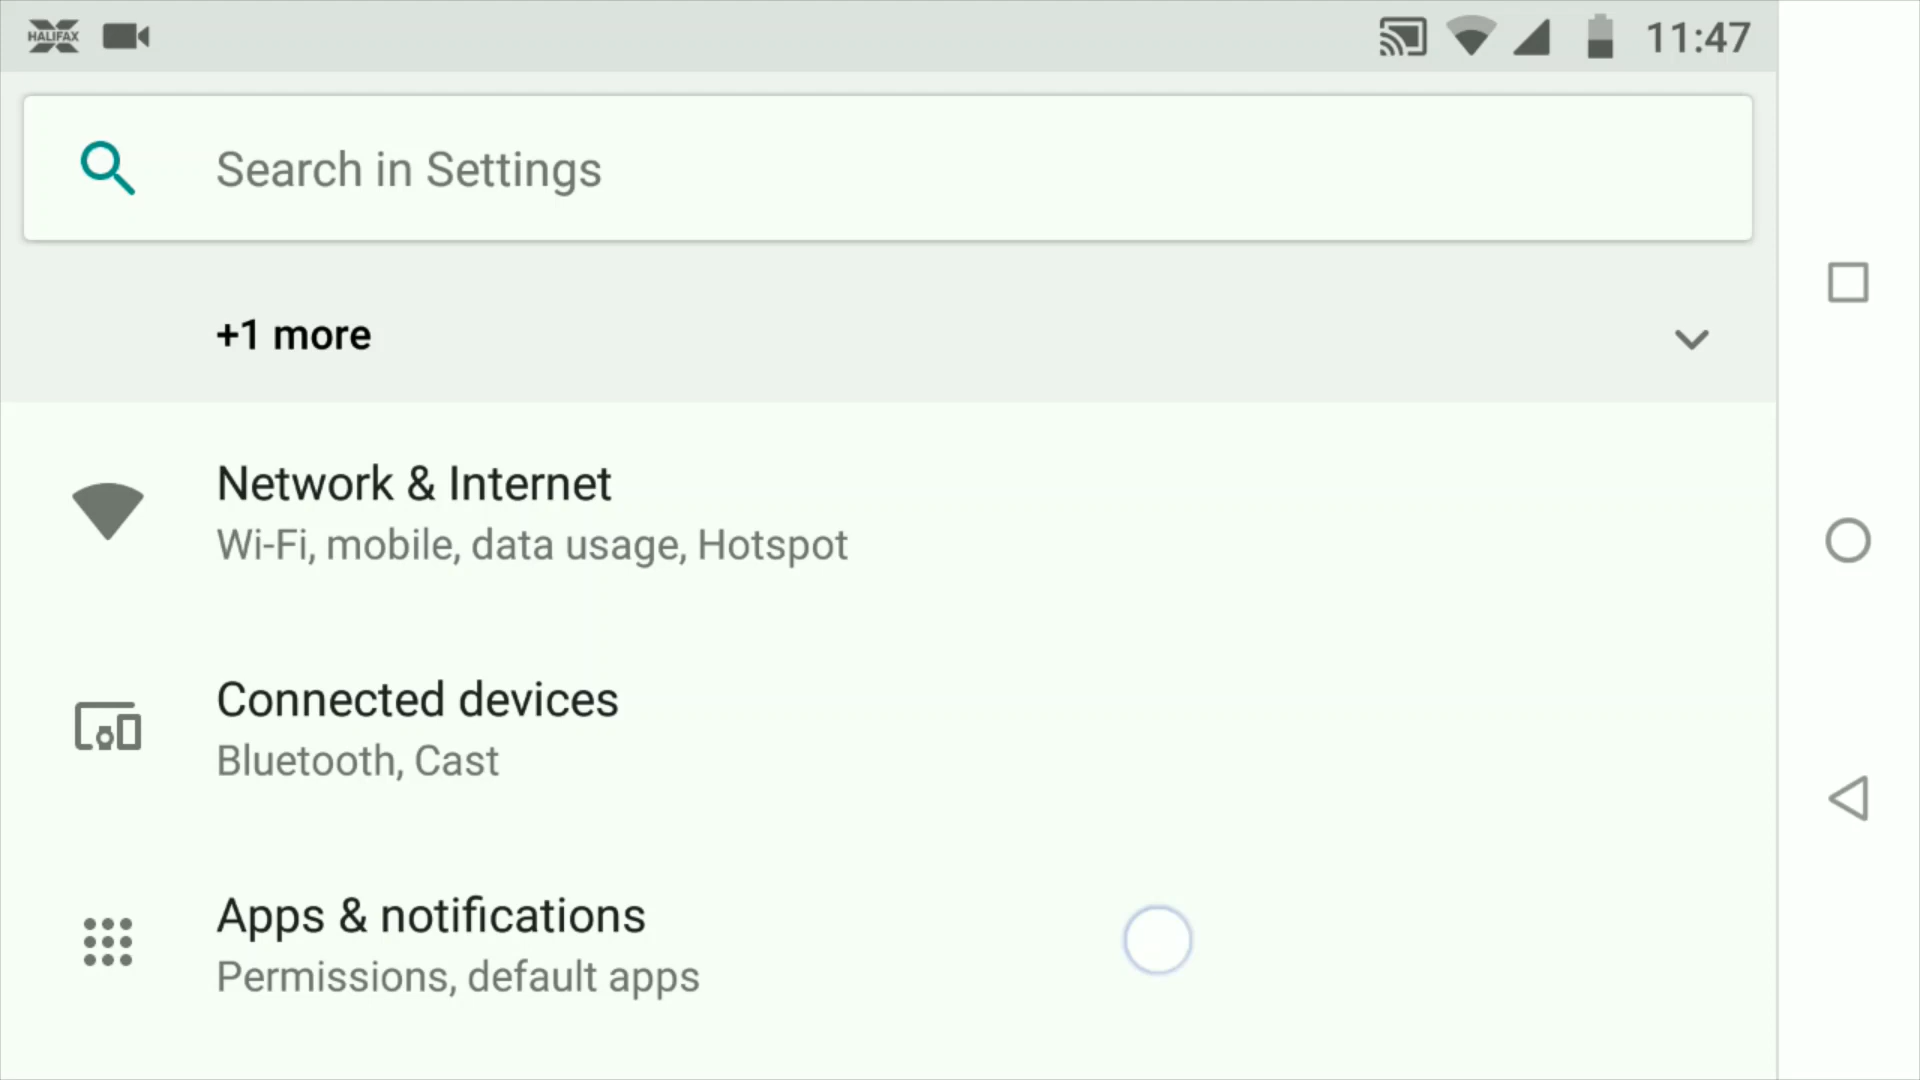 HALIFAX
11:47
Search in Settings
+1 more
Network & Internet
Wi-Fi, mobile, data usage, Hotspot
Connected devices
Bluetooth, Cast
Apps & notifications
Permissions, default apps